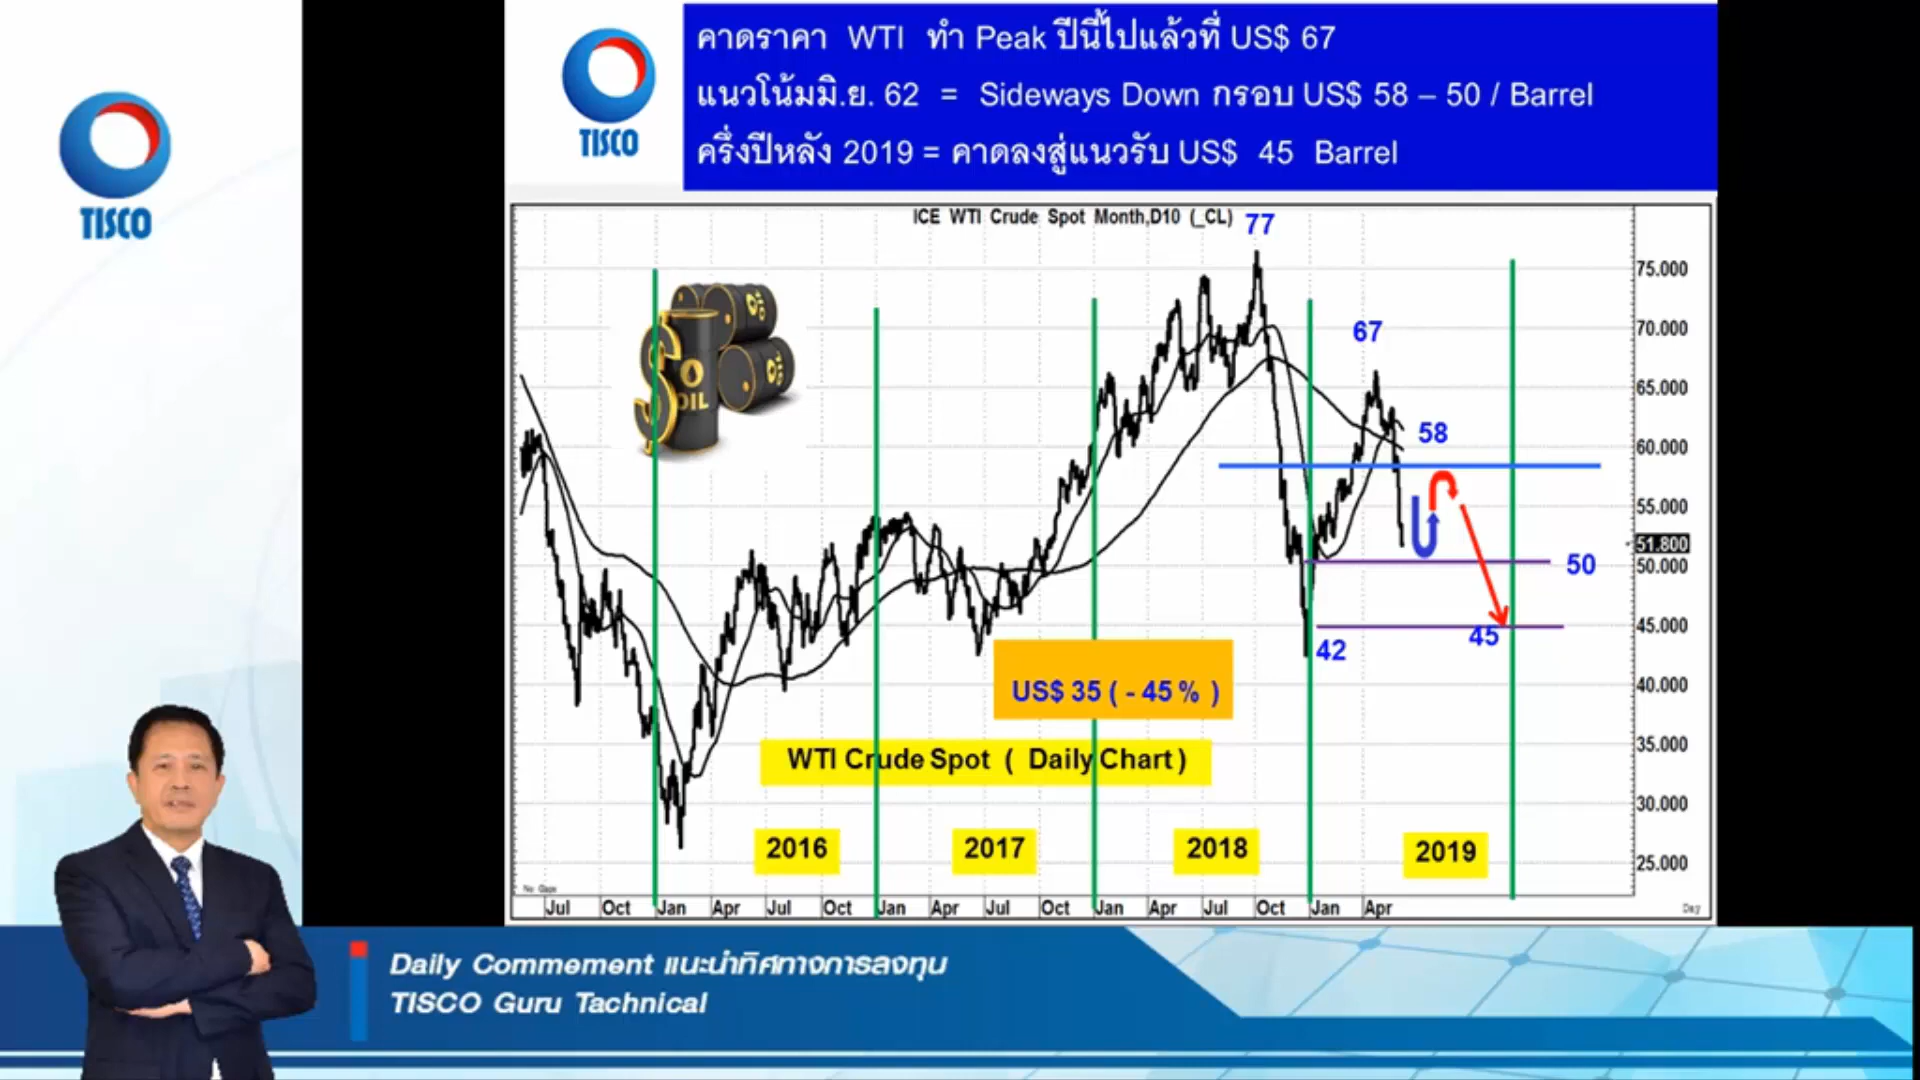 TISCO
TISCO
คาดราคา WTI ทำ Peak ปีนี้ไปแล้วที่ US$ 67
แนวโน้มมิ.ย. 62 = Sideways Down กรอบ US$ 58 – 50 / Barrel
ครึ่งปีหลัง 2019 = คาดลงสู่แนวรับ US$ 45 Barrel
ICE WTI Crude Spot Month,D10 (_CL)
77
75.000
70.000
67
65.000
58
60.000
55.000
51.800
50.000
50
45.000
45
42
40.000
US$ 35 ( - 45 % )
35.000
WTI Crude Spot ( Daily Chart )
30.000
2016 2017 2018 2019
25.000
No Gaps
Jul Oct Jan Apr Jul Oct Jan Apr Jul Oct Jan Apr Jul Oct Jan Apr Day
OIL
Daily Commement แนะนำทิศทางการลงทุน
TISCO Guru Tachnical